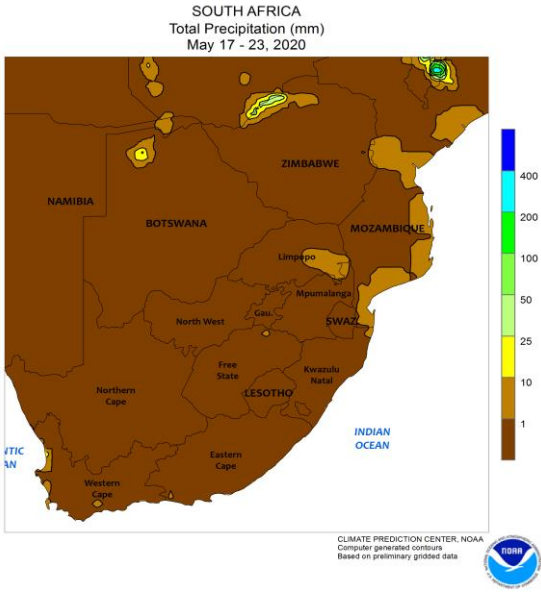 SOUTH AFRICA
Total Precipitation (mm)
May 17 - 23, 2020
ZIMBABWE
NAMIBIA
BOTSWANA
MOZAMBIQUE
Limpopo
Mpumalanga
Gau.
North West
SWAZ
Free
State
Kwazulu
Natal
Northern
Cape
LESOTHO
Eastern
Cape
Western
Cape
NTIC
AN
INDIAN
OCEAN
400
200
100
50
25
10
1
CLIMATE PREDICTION CENTER, NOAA
Computer generated contours
Based on preliminary gridded data
NOAA